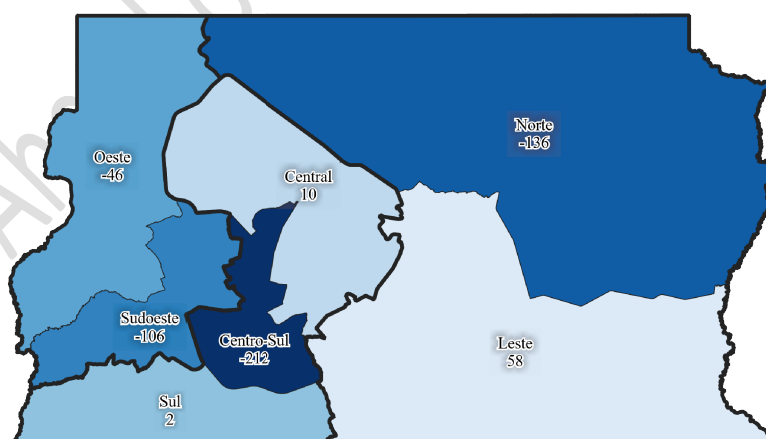 Norte
-136
Oeste
-46
Central
10
Sudoeste
-106
Centro-Sul
-212
Leste
58
Sul
2